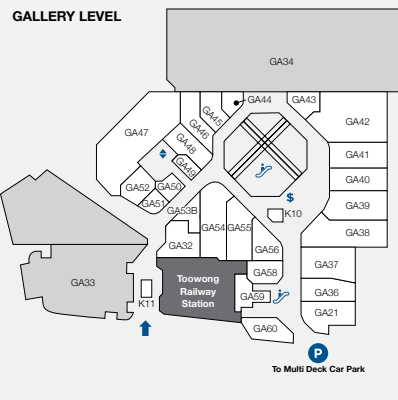 GALLERY LEVEL
GA34
GA44
GA43
GA45
GA42
GA46
GA47
GA48
GA41
GA49
GA40
GA52
GA50
GA51
$
GA39
GA53B
K10
GA54
GA55
GA38
GA32
GA56
GA37
GA58
Toowong
Railway
Station
GA33
GA36
GA59
K11
GA21
GA60
P
To Multi Deck Car Park